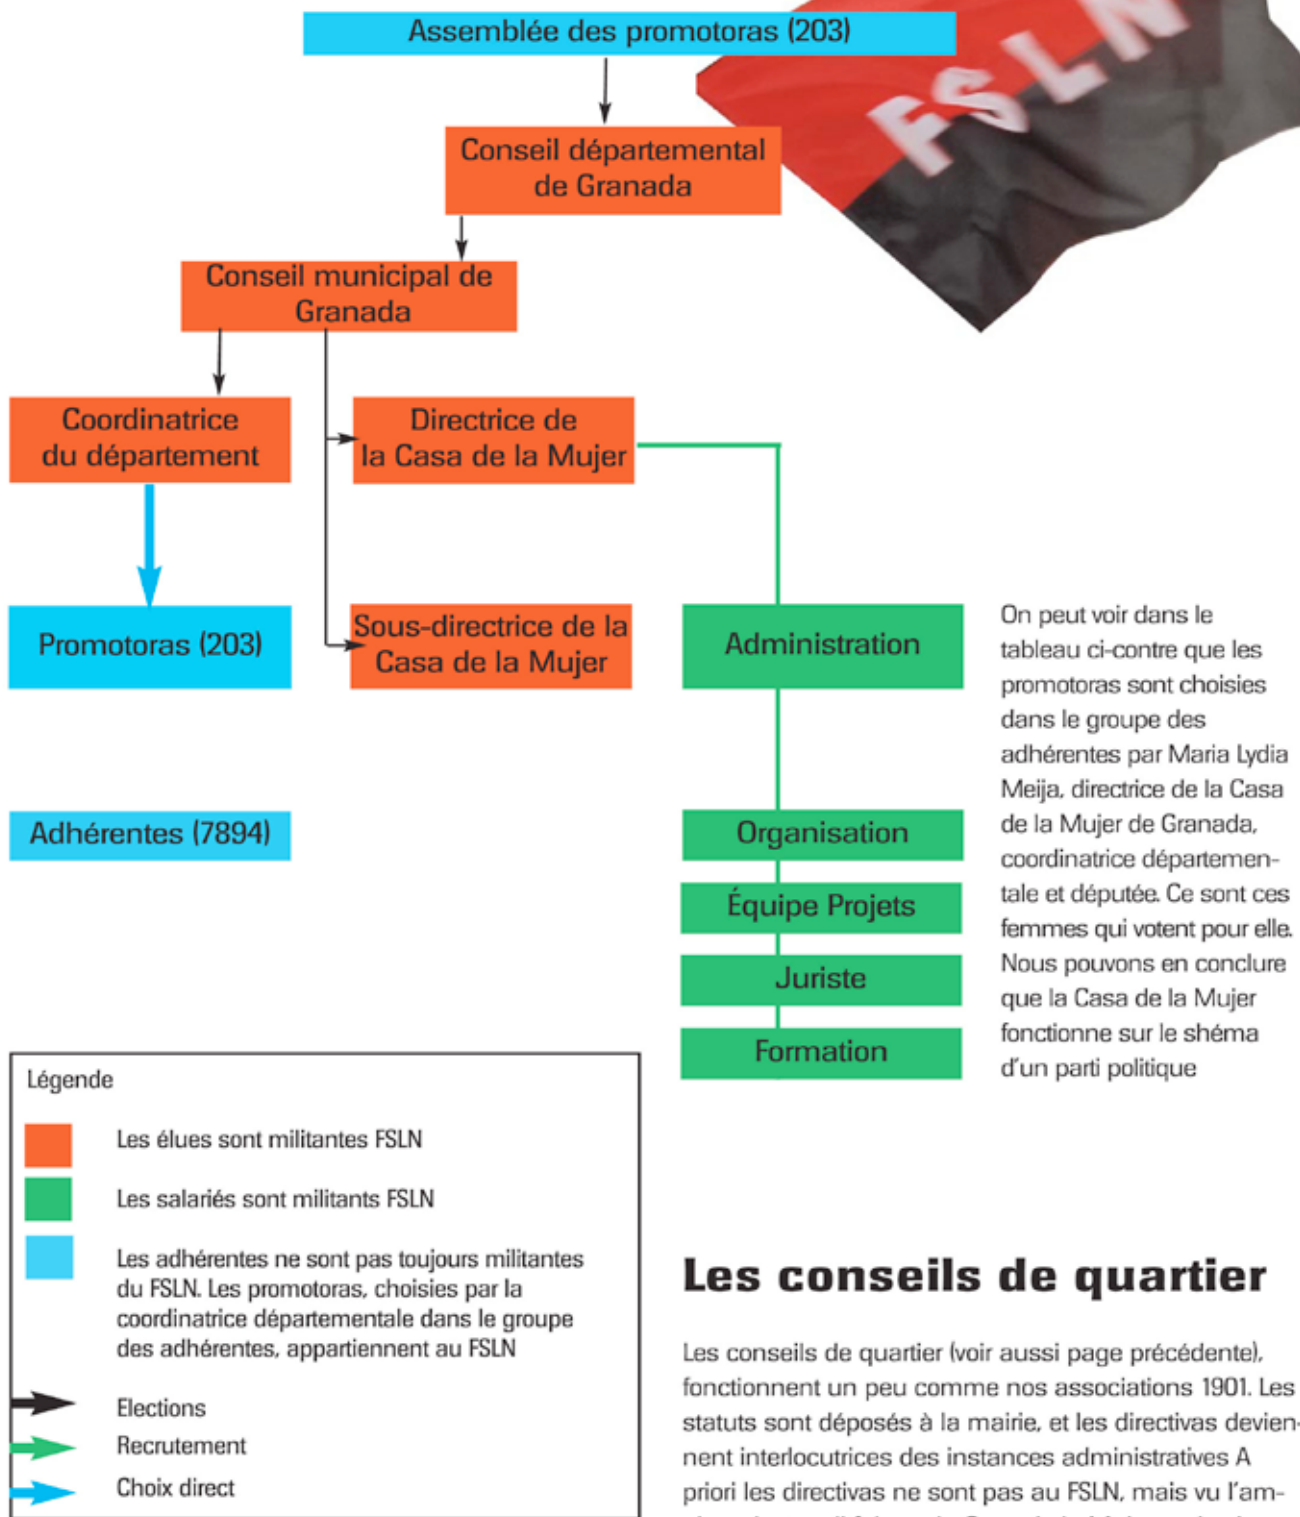 Assemblée des promotoras (203)
FSLN
Conseil départemental
de Granada
Conseil municipal de
Granada
Coordinatrice
du département
Directrice de
la Casa de la Mujer
Promotoras (203)
Sous-directrice de la
Casa de la Mujer
Administration
Adhérentes (7894)
Organisation
Équipe Projets
Juriste
Formation
On peut voir dans le
tableau ci-contre que les
promotoras sont choisies
dans le groupe des
adhérentes par Maria Lydia
Meija, directrice de la Casa
de la Mujer de Granada,
coordinatrice départemen-
tale et députée. Ce sont ces
femmes qui votent pour elle.
Nous pouvons en conclure
que la Casa de la Mujer
fonctionne sur le shéma
d'un parti politique
Légende
Les élues sont militantes FSLN
Les salariés sont militants FSLN
Les adhérentes ne sont pas toujours militantes
du FSLN. Les promotoras, choisies par la
coordinatrice départementale dans le groupe
des adhérentes, appartiennent au FSLN
Elections
Recrutement
Choix direct
Les conseils de quartier
Les conseils de quartier (voir aussi page précédente),
fonctionnent un peu comme nos associations 1901. Les
statuts sont déposés à la mairie, et les directivas devien-
nent interlocutrices des instances administratives A
priori les directivas ne sont pas au FSLN, mais vu l'am-